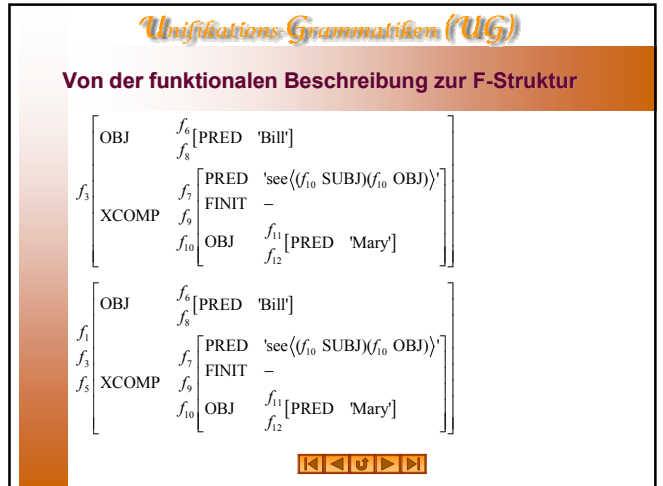 Unifikations Grammatiken (UG)
Von der funktionalen Beschreibung zur F-Struktur
f3 [OBJ f6 f8 [PRED 'Bill']
XCOMP f7 f9 f10 [PRED 'see⟨(f10 SUBJ)(f10 OBJ)⟩'
FINIT –
OBJ f11 f12 [PRED 'Mary']]]
f1 f3 f5 [OBJ f6 f8 [PRED 'Bill']
XCOMP f7 f9 f10 [PRED 'see⟨(f10 SUBJ)(f10 OBJ)⟩'
FINIT –
OBJ f11 f12 [PRED 'Mary']]]